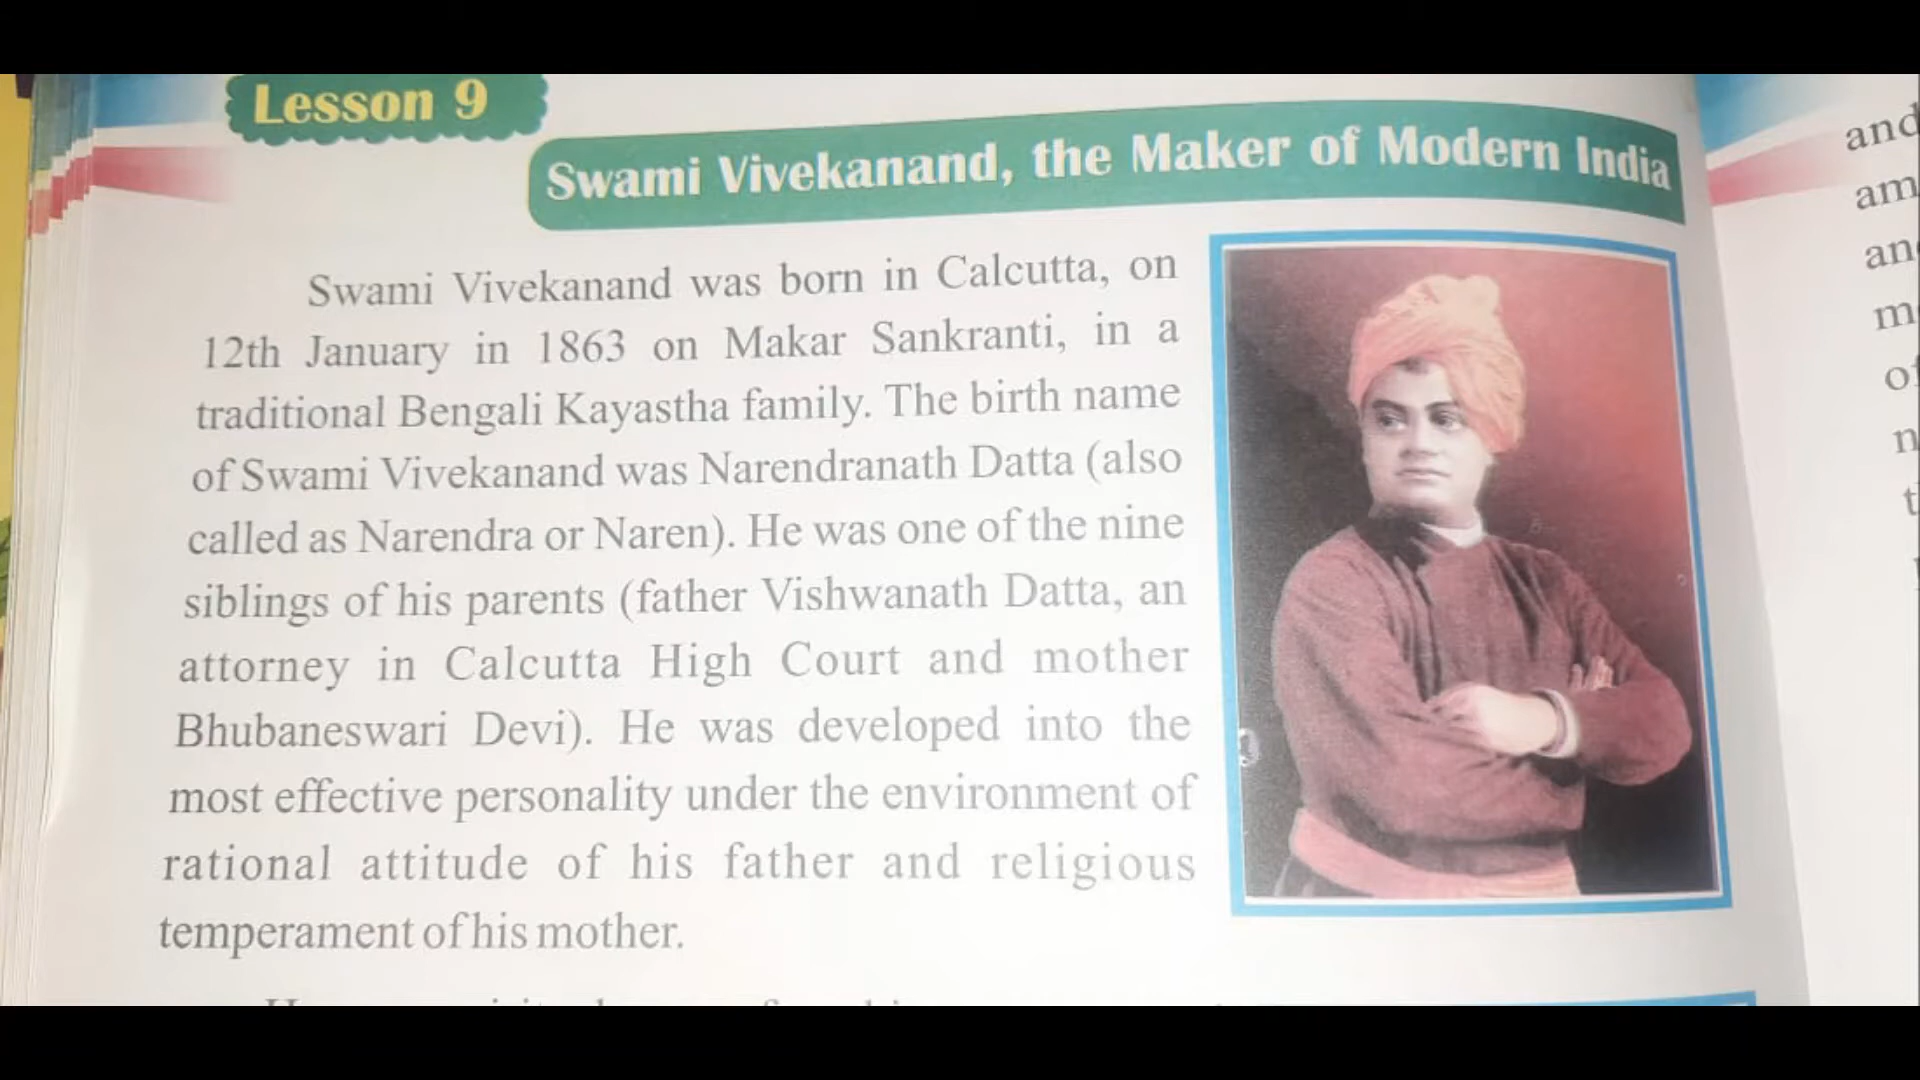 Lesson 9
Swami Vivekanand, the Maker of Modern India
Swami Vivekanand was born in Calcutta, on
12th January in 1863 on Makar Sankranti, in a
traditional Bengali Kayastha family. The birth name
of Swami Vivekanand was Narendranath Datta (also
called as Narendra or Naren). He was one of the nine
siblings of his parents (father Vishwanath Datta, an
attorney in Calcutta High Court and mother
Bhubaneswari Devi). He was developed into the
most effective personality under the environment of
rational attitude of his father and religious
temperament of his mother.
and